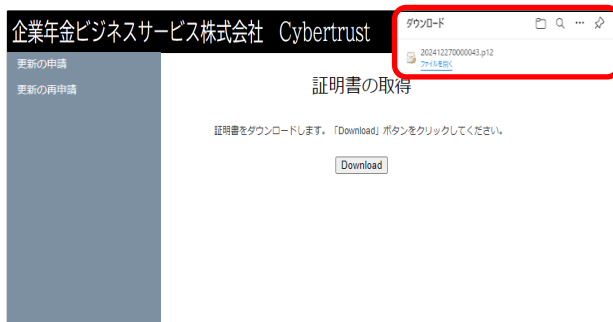 企業年金ビジネスサービス株式会社 Cybertrust
ダウンロード
202412270000043.p12
ファイルを開く
更新の申請
更新の再申請
証明書の取得
証明書をダウンロードします。「Download」ボタンをクリックしてください。
Download